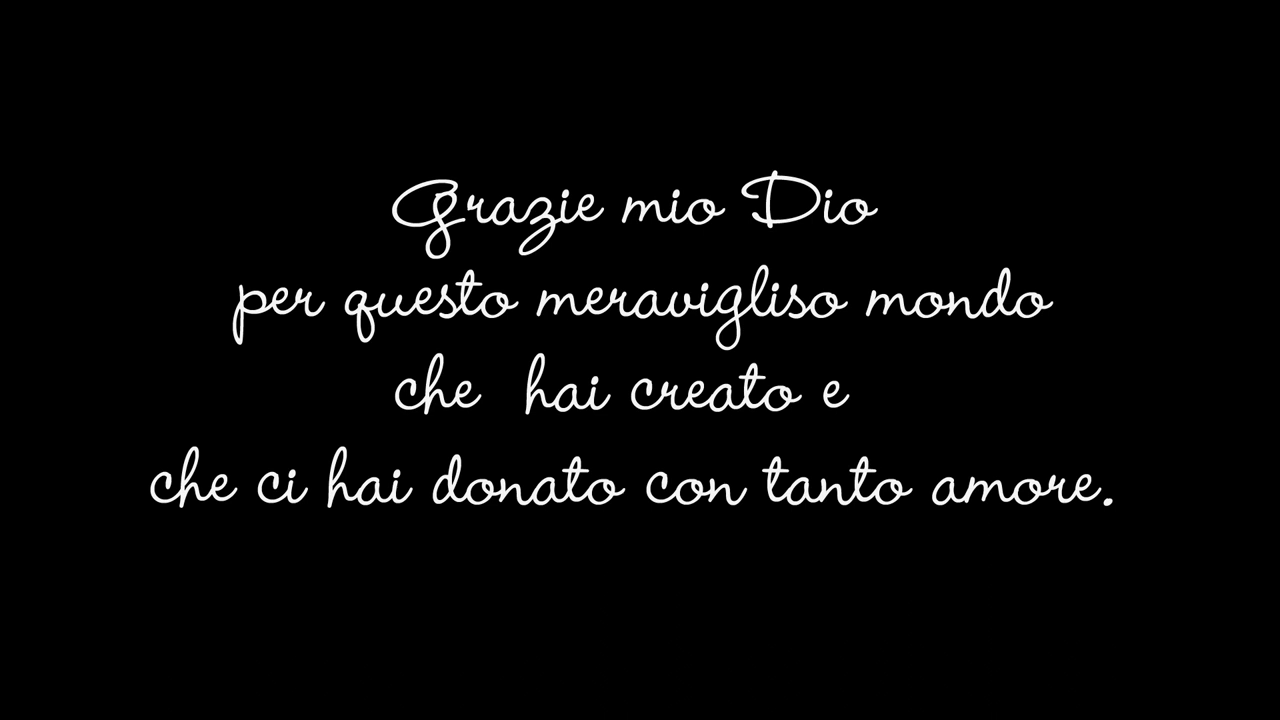 Grazie mio Dio
per questo meravigliso mondo
che hai creato e
che ci hai donato con tanto amore.